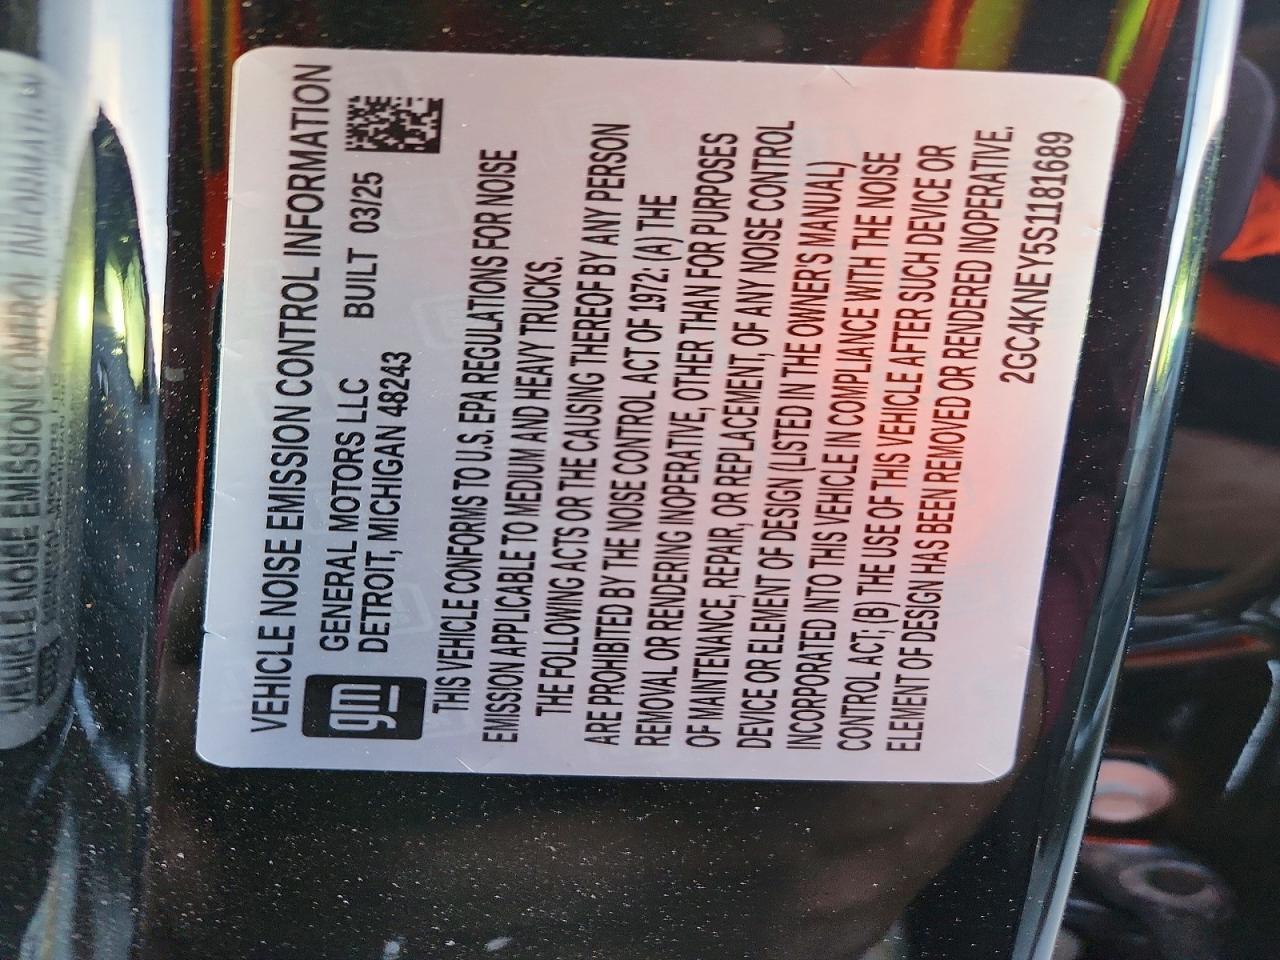 VEHICLE NOISE EMISSION CONTROL INFORMATION
gm
GENERAL MOTORS LLC BUILT 03/25
DETROIT, MICHIGAN 48243
THIS VEHICLE CONFORMS TO U.S. EPA REGULATIONS FOR NOISE
EMISSION APPLICABLE TO MEDIUM AND HEAVY TRUCKS.
THE FOLLOWING ACTS OR THE CAUSING THEREOF BY ANY PERSON
ARE PROHIBITED BY THE NOISE CONTROL ACT OF 1972: (A) THE
REMOVAL OR RENDERING INOPERATIVE, OTHER THAN FOR PURPOSES
OF MAINTENANCE, REPAIR, OR REPLACEMENT, OF ANY NOISE CONTROL
DEVICE OR ELEMENT OF DESIGN (LISTED IN THE OWNER'S MANUAL)
INCORPORATED INTO THIS VEHICLE IN COMPLIANCE WITH THE NOISE
CONTROL ACT; (B) THE USE OF THIS VEHICLE AFTER SUCH DEVICE OR
ELEMENT OF DESIGN HAS BEEN REMOVED OR RENDERED INOPERATIVE.
2GC4KNEY5S1181689
VEHICLE NOISE EMISSION CONTROL INFORMATION